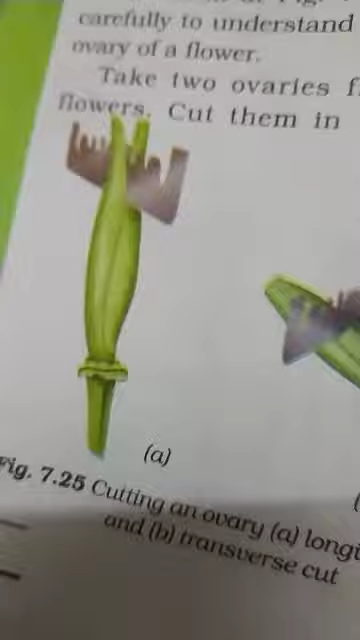 carefully to understand
ovary of a flower.
Take two ovaries
flowers. Cut them in
(a)
Fig. 7.25 Cutting an ovary (a)
and (b) transverse cut